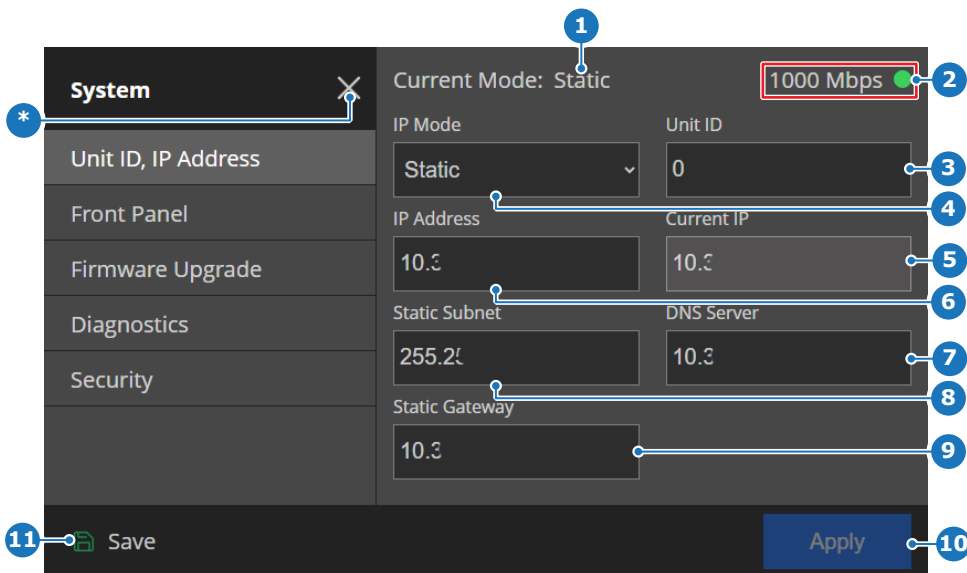 1
System
Current Mode: Static
1000 Mbps
2
*
IP Mode
Unit ID
Unit ID, IP Address
Static
0
3
4
Front Panel
IP Address
Current IP
Firmware Upgrade
10.3
10.3
5
6
Static Subnet
DNS Server
Diagnostics
255.25
10.3
7
Security
8
Static Gateway
10.3
9
11
Save
Apply
10